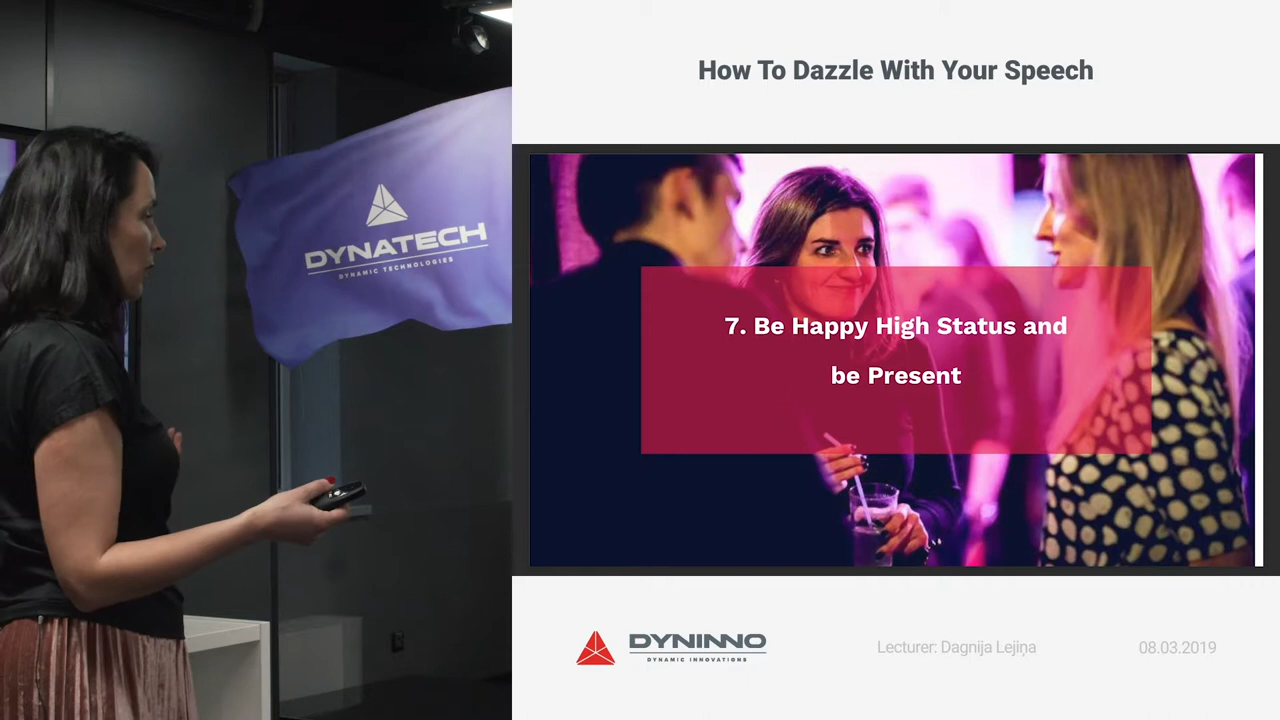 How To Dazzle With Your Speech
DYNATECH
DYNAMIC TECHNOLOGIES
7. Be Happy High Status and
be Present
DYNINNO
DYNAMIC INNOVATIONS
Lecturer: Dagnija Lejiņa
08.03.2019